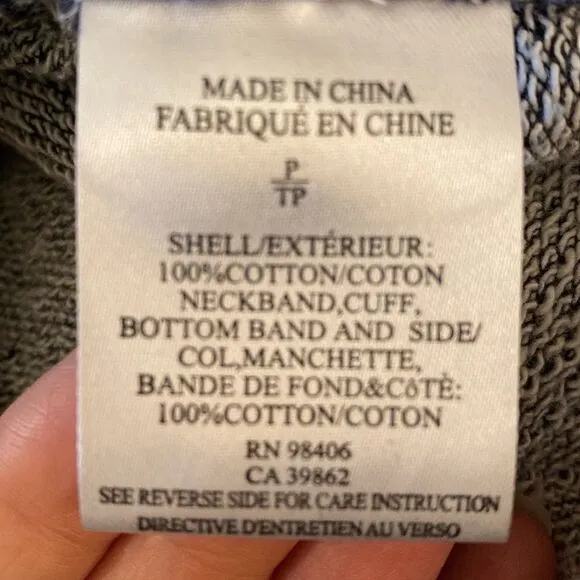 MADE IN CHINA
FABRIQUÉ EN CHINE
P
TP
SHELL/EXTÉRIEUR:
100%COTTON/COTON
NECKBAND,CUFF,
BOTTOM BAND AND SIDE/
COL,MANCHETTE,
BANDE DE FOND&CôTÈ:
100%COTTON/COTON
RN 98406
CA 39862
SEE REVERSE SIDE FOR CARE INSTRUCTION
DIRECTIVE D'ENTRETIEN AU VERSO